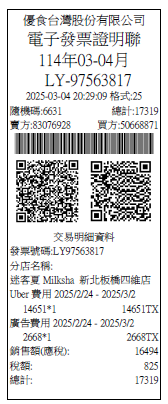 優食台灣股份有限公司
電子發票證明聯
114年03-04月
LY-97563817
2025-03-04 20:29:09 格式:25
隨機碼:6631 總計:17319
賣方:83076928 買方:50668871
交易明細資料
發票號碼:LY97563817
分店名稱:
迷客夏 Milksha 新北板橋四維店
Uber 費用 2025/2/24 - 2025/3/2
14651*1 14651TX
廣告費用 2025/2/24 - 2025/3/2
2668*1 2668TX
銷售額(應稅): 16494
稅額: 825
總計: 17319